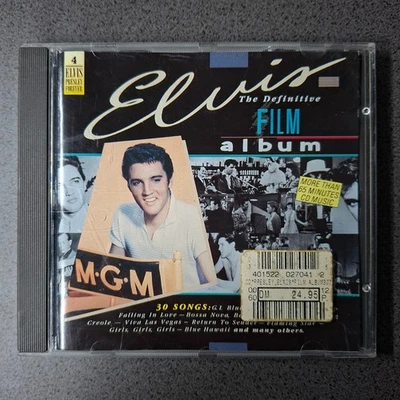 4
ELVIS
PRESLEY
FOREVER
Elvis
The Definitive
FILM
album
MORE THAN
65 MINUTES
CD MUSIC
M·G·M
401522 027041
DM 24.95
30 SONGS: G.I. Blu
Falling In Love — Bossa Nova,
Creole — Viva Las Vegas — Return To Sender — Flaming Star —
Girls, Girls, Girls — Blue Hawaii and many others.